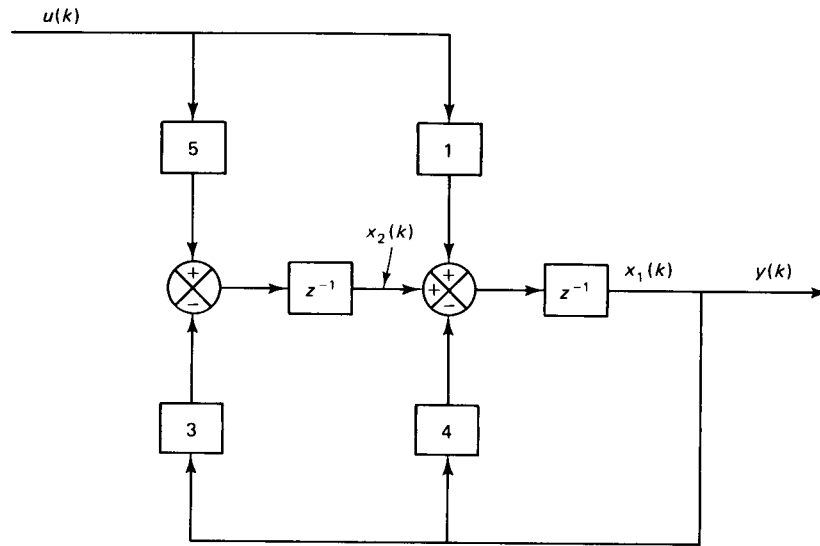 u(k)
5
1
x₂(k)
+
+
+
−
−
z⁻¹
z⁻¹
x₁(k)
y(k)
3
4